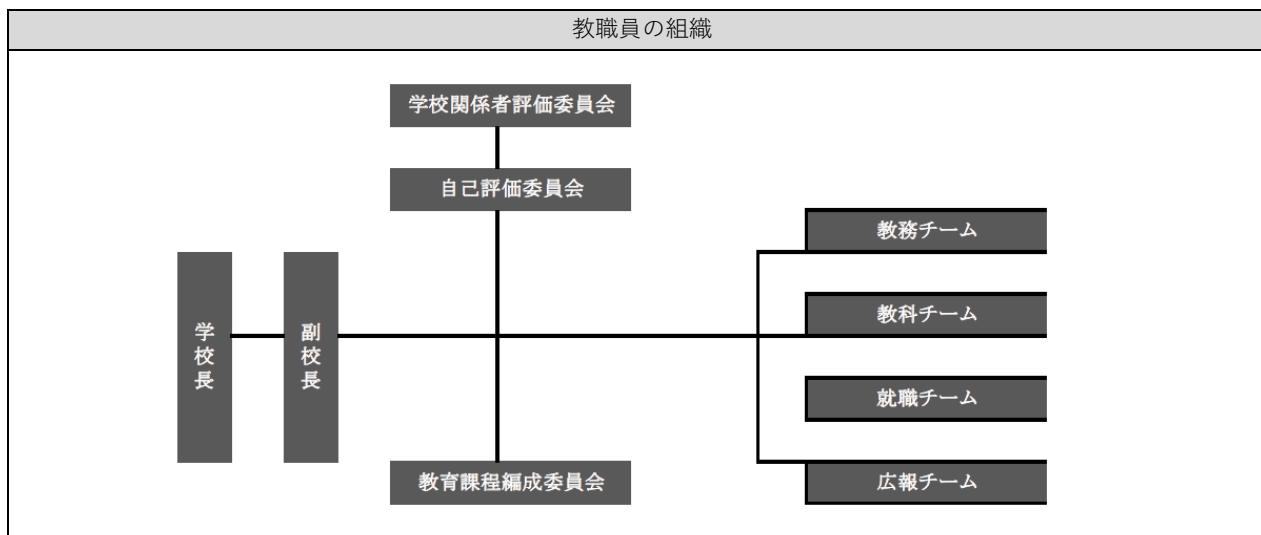 教職員の組織
学校関係者評価委員会
自己評価委員会
学校長
副校長
教育課程編成委員会
教務チーム
教科チーム
就職チーム
広報チーム